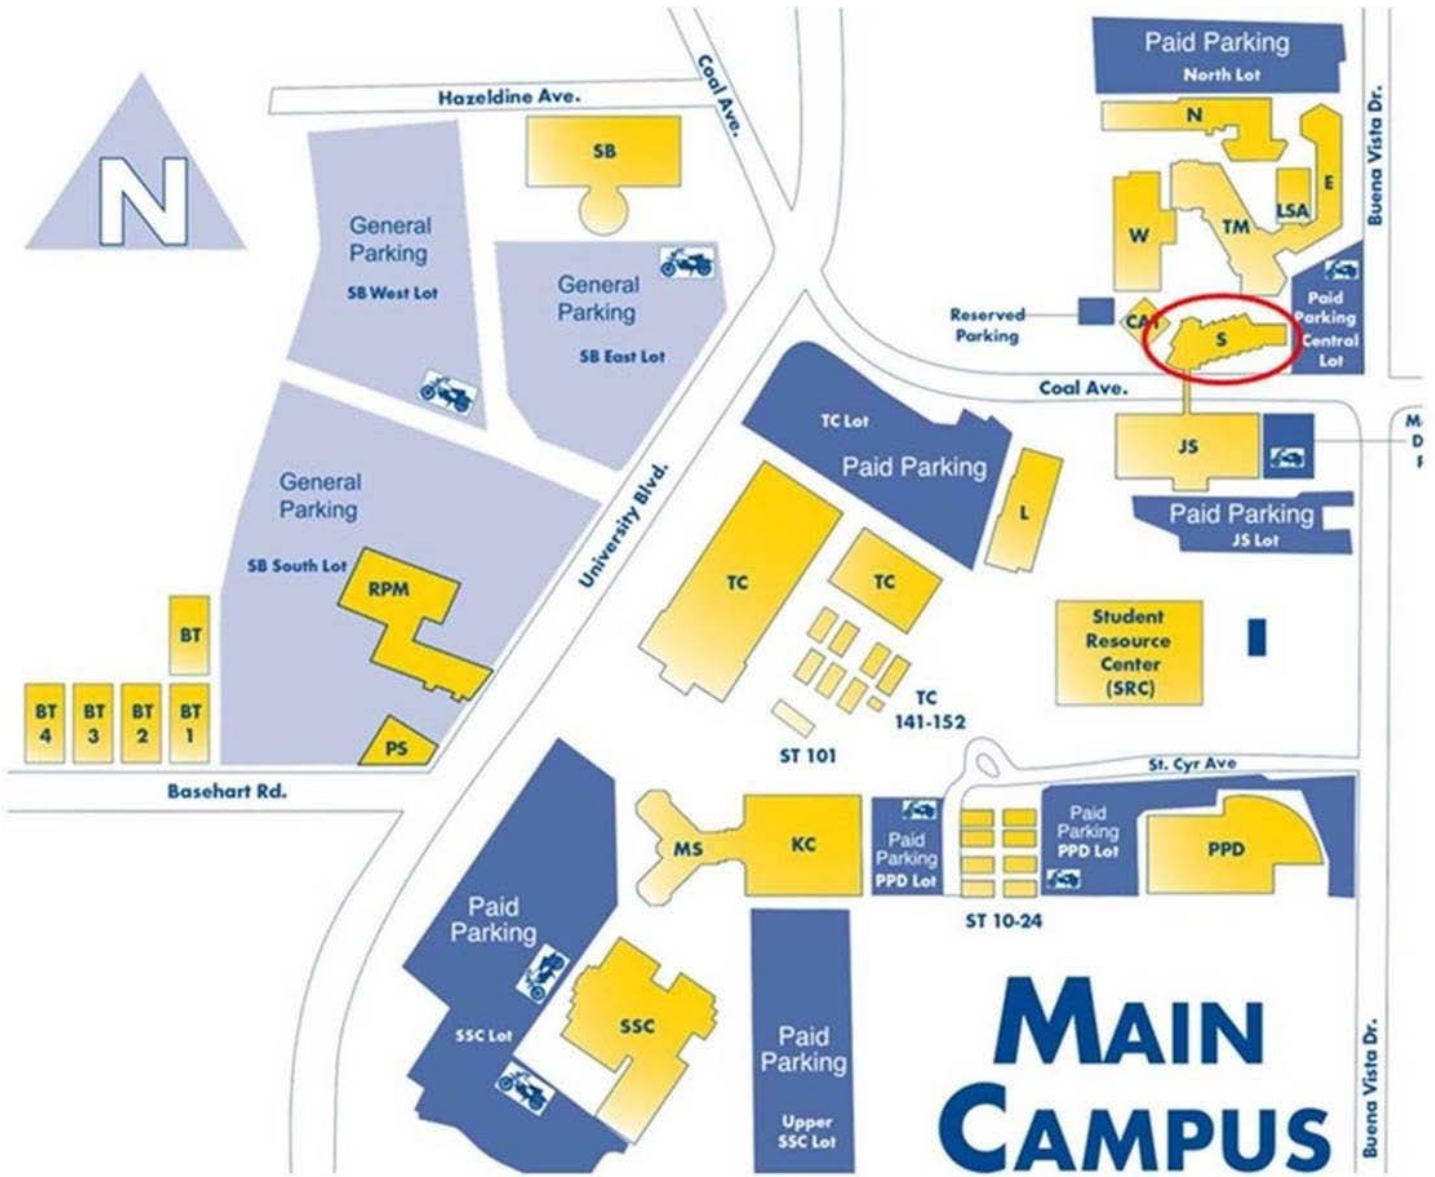 Paid Parking
North Lot
Coal Ave.
Hazeldine Ave.
N
SB
N
E
LSA
W
TM
Buena Vista Dr.
General
Parking
SB West Lot
General
Parking
SB East Lot
Reserved
Parking
CAT
S
Paid
Parking
Central
Lot
Coal Ave.
TC Lot
Paid Parking
JS
L
Paid Parking
JS Lot
General
Parking
SB South Lot
University Blvd.
RPM
TC
TC
BT
BT
4
BT
3
BT
2
BT
1
PS
Student
Resource
Center
(SRC)
TC
141-152
ST 101
St. Cyr Ave
Basehart Rd.
MS
KC
Paid
Parking
PPD Lot
Paid
Parking
PPD Lot
PPD
ST 10-24
Paid
Parking
SSC Lot
SSC
Paid
Parking
Upper
SSC Lot
MAIN
CAMPUS
Buena Vista Dr.